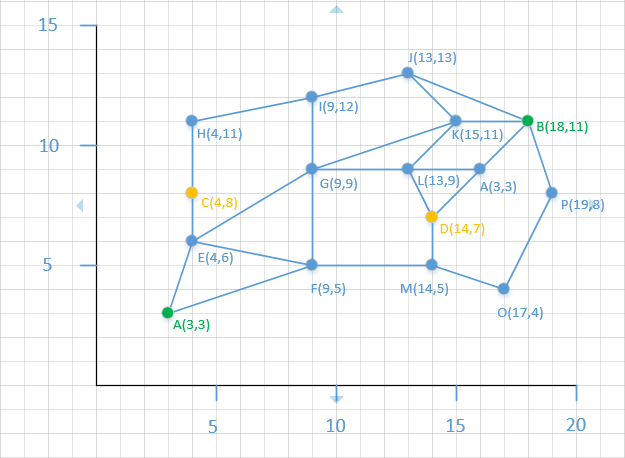 15
J(13,13)
I(9,12)
H(4,11)
K(15,11)
B(18,11)
10
G(9,9)
L(13,9)
A(3,3)
C(4,8)
P(19,8)
D(14,7)
E(4,6)
5
F(9,5)
M(14,5)
O(17,4)
A(3,3)
5
10
15
20